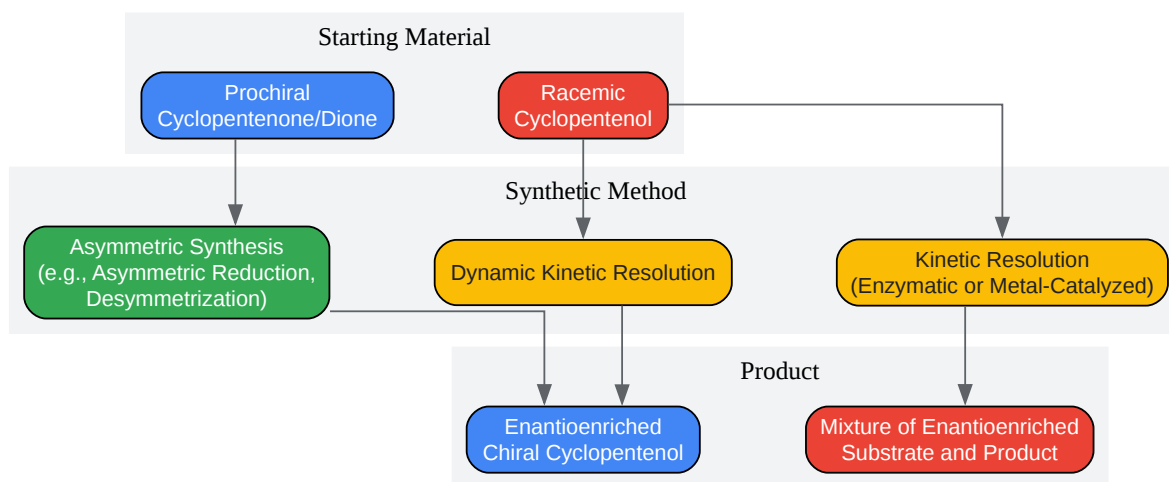 Starting Material
Prochiral
Cyclopentenone/Dione
Racemic
Cyclopentenol
Synthetic Method
Asymmetric Synthesis
(e.g., Asymmetric Reduction,
Desymmetrization)
Dynamic Kinetic Resolution
Kinetic Resolution
(Enzymatic or Metal-Catalyzed)
Product
Enantioenriched
Chiral Cyclopentenol
Mixture of Enantioenriched
Substrate and Product